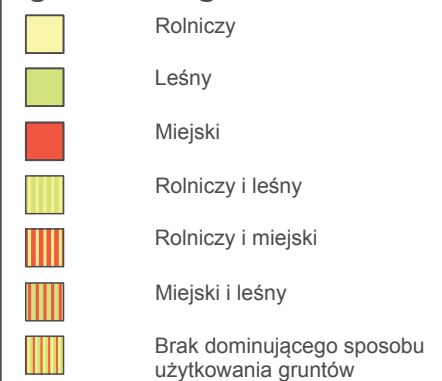 Rolniczy
Leśny
Miejski
Rolniczy i leśny
Rolniczy i miejski
Miejski i leśny
Brak dominującego sposobu
użytkowania gruntów